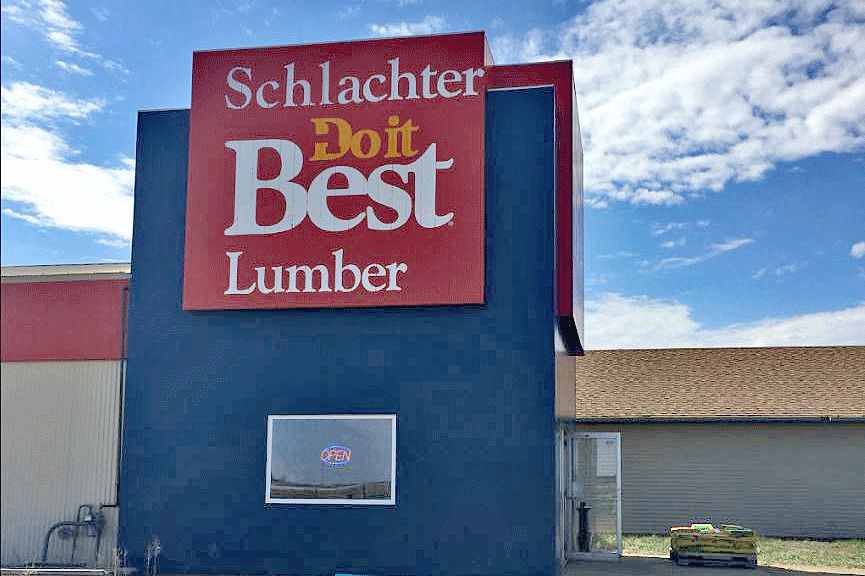 Schlachter
Do it
Best
Lumber
OPEN